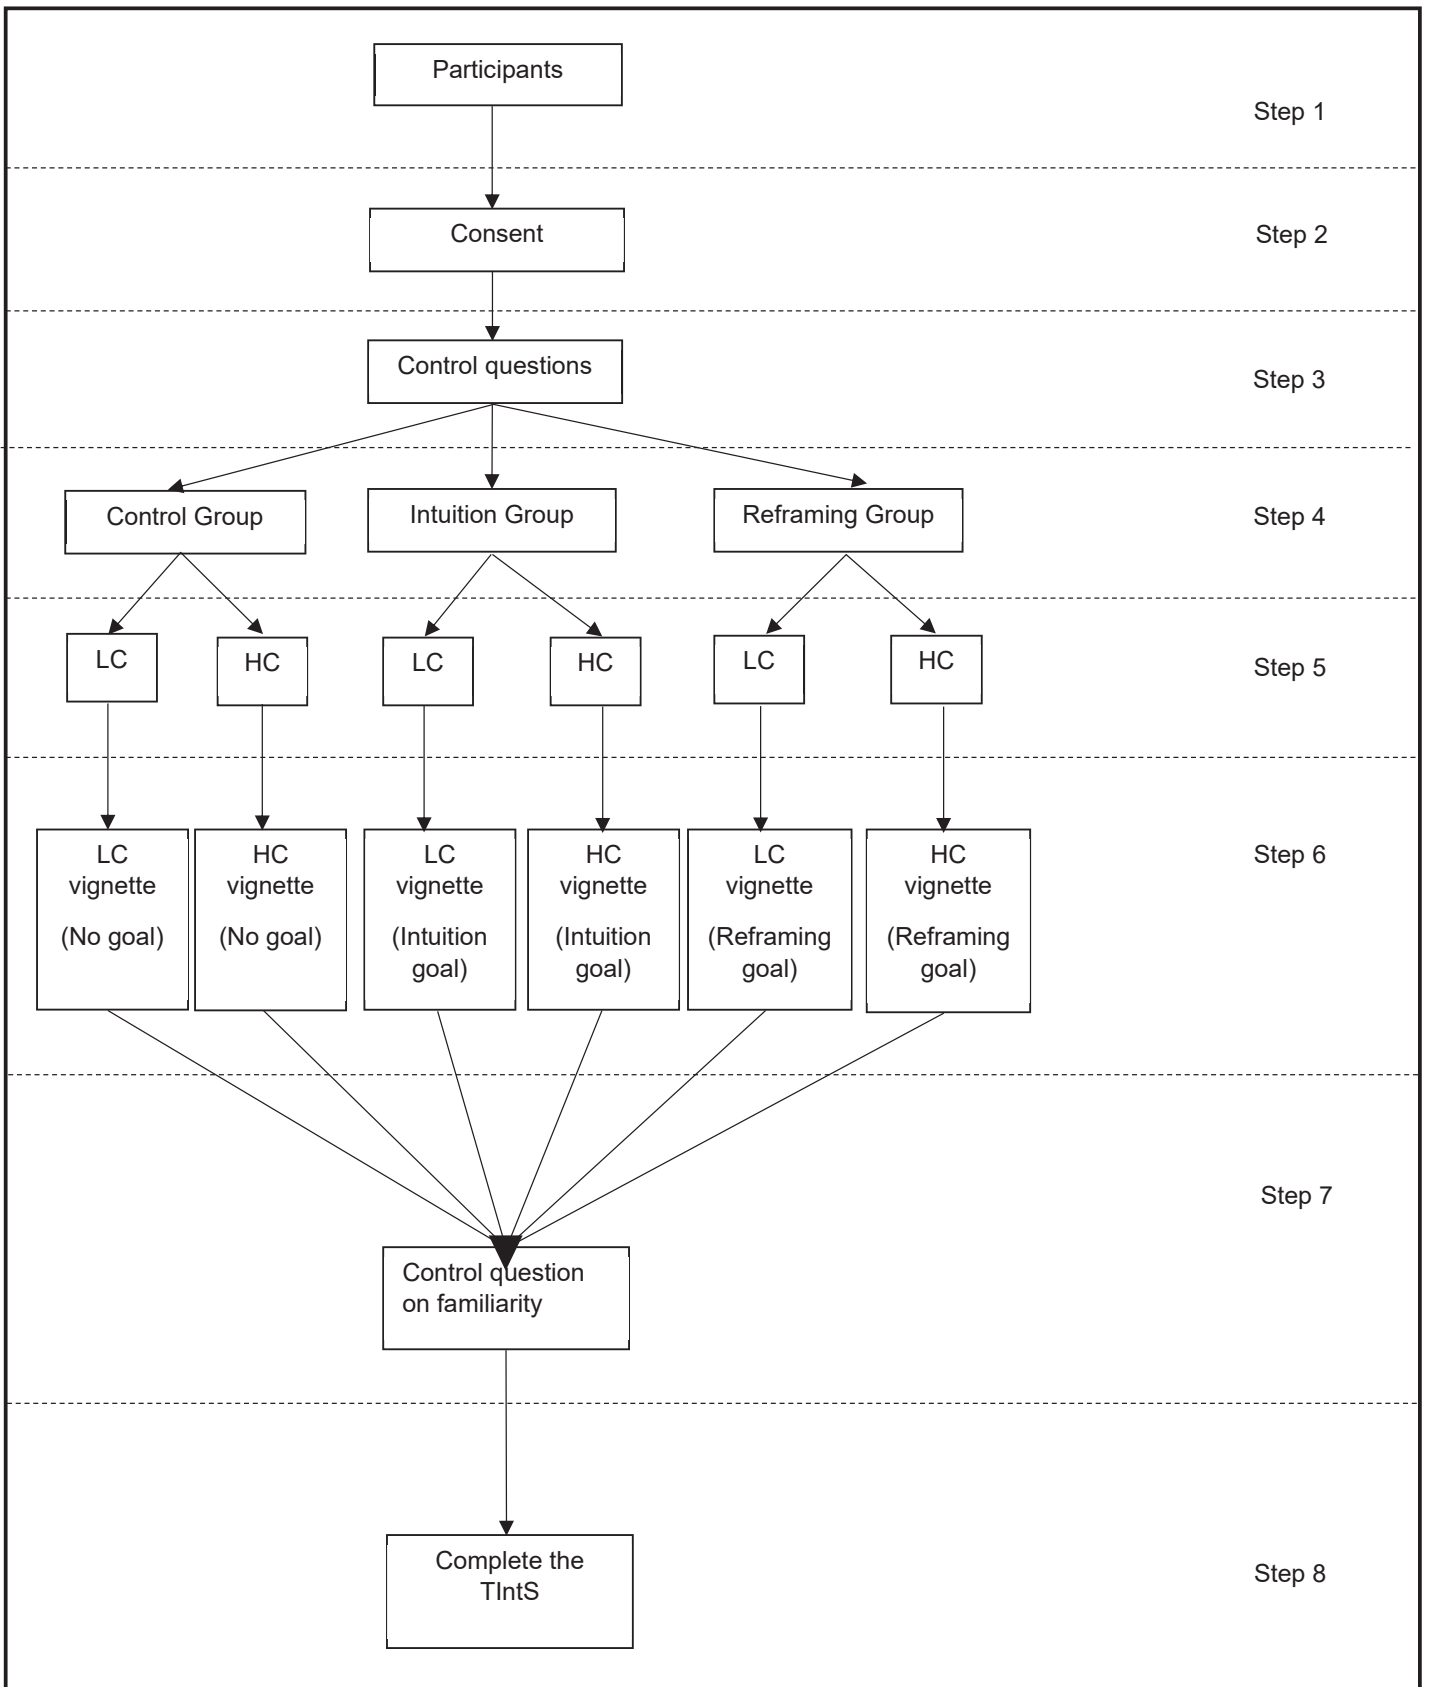 Participants
Step 1
Consent
Step 2
Control questions
Step 3
Control Group
Intuition Group
Reframing Group
Step 4
LC
HC
LC
HC
LC
HC
Step 5
LC
vignette
(No goal)
HC
vignette
(No goal)
LC
vignette
(Intuition
goal)
HC
vignette
(Intuition
goal)
LC
vignette
(Reframing
goal)
HC
vignette
(Reframing
goal)
Step 6
Step 7
Control question
on familiarity
Complete the
TIntS
Step 8